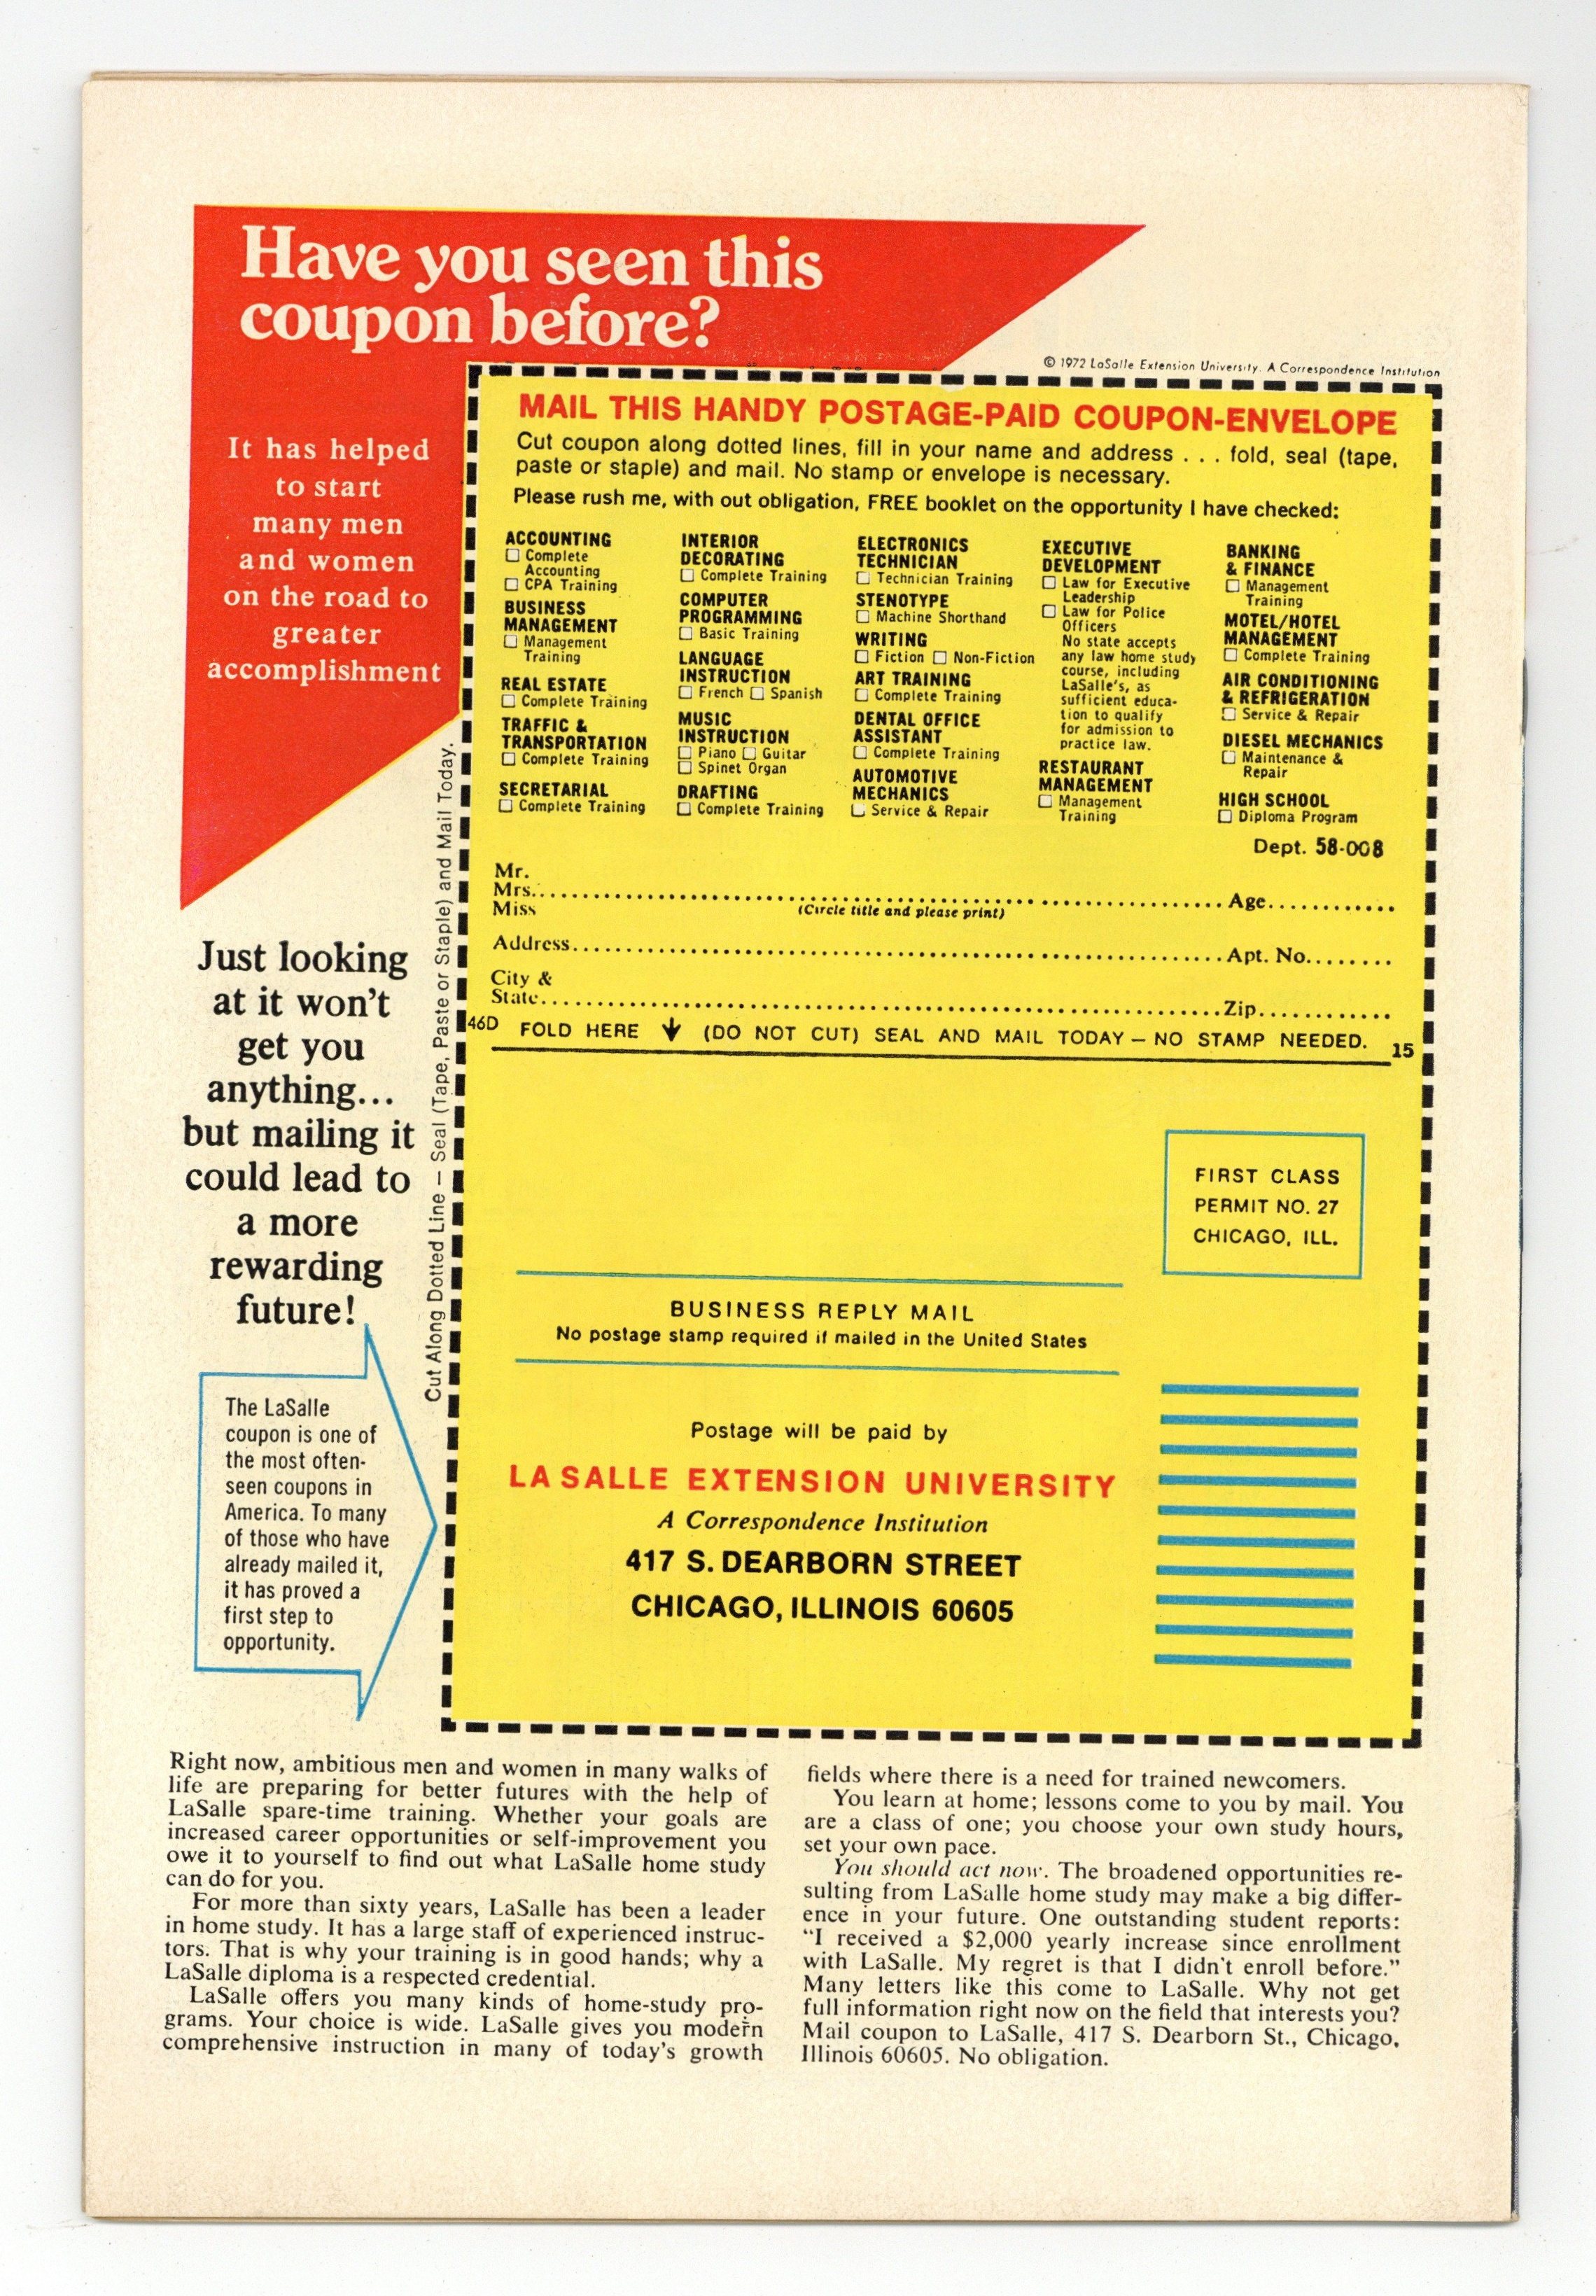 Have you seen this
coupon before?
© 1972 LaSalle Extension University. A Correspondence Institution
It has helped
to start
many men
and women
on the road to
greater
accomplishment
Just looking
at it won't
get you
anything...
but mailing it
could lead to
a more
rewarding
future!
The LaSalle
coupon is one of
the most often-
seen coupons in
America. To many
of those who have
already mailed it,
it has proved a
first step to
opportunity.
Cut Along Dotted Line — Seal (Tape, Paste or Staple) and Mail Today.
MAIL THIS HANDY POSTAGE-PAID COUPON-ENVELOPE
Cut coupon along dotted lines, fill in your name and address . . . fold, seal (tape,
paste or staple) and mail. No stamp or envelope is necessary.
Please rush me, with out obligation, FREE booklet on the opportunity I have checked:
ACCOUNTING
☐ Complete
Accounting
☐ CPA Training
BUSINESS
MANAGEMENT
☐ Management
Training
REAL ESTATE
☐ Complete Training
TRAFFIC &
TRANSPORTATION
☐ Complete Training
SECRETARIAL
☐ Complete Training
INTERIOR
DECORATING
☐ Complete Training
COMPUTER
PROGRAMMING
☐ Basic Training
LANGUAGE
INSTRUCTION
☐ French ☐ Spanish
MUSIC
INSTRUCTION
☐ Piano ☐ Guitar
☐ Spinet Organ
DRAFTING
☐ Complete Training
ELECTRONICS
TECHNICIAN
☐ Technician Training
STENOTYPE
☐ Machine Shorthand
WRITING
☐ Fiction ☐ Non-Fiction
ART TRAINING
☐ Complete Training
DENTAL OFFICE
ASSISTANT
☐ Complete Training
AUTOMOTIVE
MECHANICS
☐ Service & Repair
EXECUTIVE
DEVELOPMENT
☐ Law for Executive
Leadership
☐ Law for Police
Officers
No state accepts
any law home study
course, including
LaSalle's, as
sufficient educa-
tion to qualify
for admission to
practice law.
RESTAURANT
MANAGEMENT
☐ Management
Training
BANKING
& FINANCE
☐ Management
Training
MOTEL/HOTEL
MANAGEMENT
☐ Complete Training
AIR CONDITIONING
& REFRIGERATION
☐ Service & Repair
DIESEL MECHANICS
☐ Maintenance &
Repair
HIGH SCHOOL
☐ Diploma Program
Dept. 58-008
Mr.
Mrs. Age
Miss (Circle title and please print)
Address Apt. No.
City &
State Zip
46D FOLD HERE ↓ (DO NOT CUT) SEAL AND MAIL TODAY — NO STAMP NEEDED. 15
FIRST CLASS
PERMIT NO. 27
CHICAGO, ILL.
BUSINESS REPLY MAIL
No postage stamp required if mailed in the United States
Postage will be paid by
LA SALLE EXTENSION UNIVERSITY
A Correspondence Institution
417 S. DEARBORN STREET
CHICAGO, ILLINOIS 60605
Right now, ambitious men and women in many walks of
life are preparing for better futures with the help of
LaSalle spare-time training. Whether your goals are
increased career opportunities or self-improvement you
owe it to yourself to find out what LaSalle home study
can do for you.
For more than sixty years, LaSalle has been a leader
in home study. It has a large staff of experienced instruc-
tors. That is why your training is in good hands; why a
LaSalle diploma is a respected credential.
LaSalle offers you many kinds of home-study pro-
grams. Your choice is wide. LaSalle gives you modern
comprehensive instruction in many of today's growth
fields where there is a need for trained newcomers.
You learn at home; lessons come to you by mail. You
are a class of one; you choose your own study hours,
set your own pace.
You should act now. The broadened opportunities re-
sulting from LaSalle home study may make a big differ-
ence in your future. One outstanding student reports:
"I received a $2,000 yearly increase since enrollment
with LaSalle. My regret is that I didn't enroll before."
Many letters like this come to LaSalle. Why not get
full information right now on the field that interests you?
Mail coupon to LaSalle, 417 S. Dearborn St., Chicago,
Illinois 60605. No obligation.